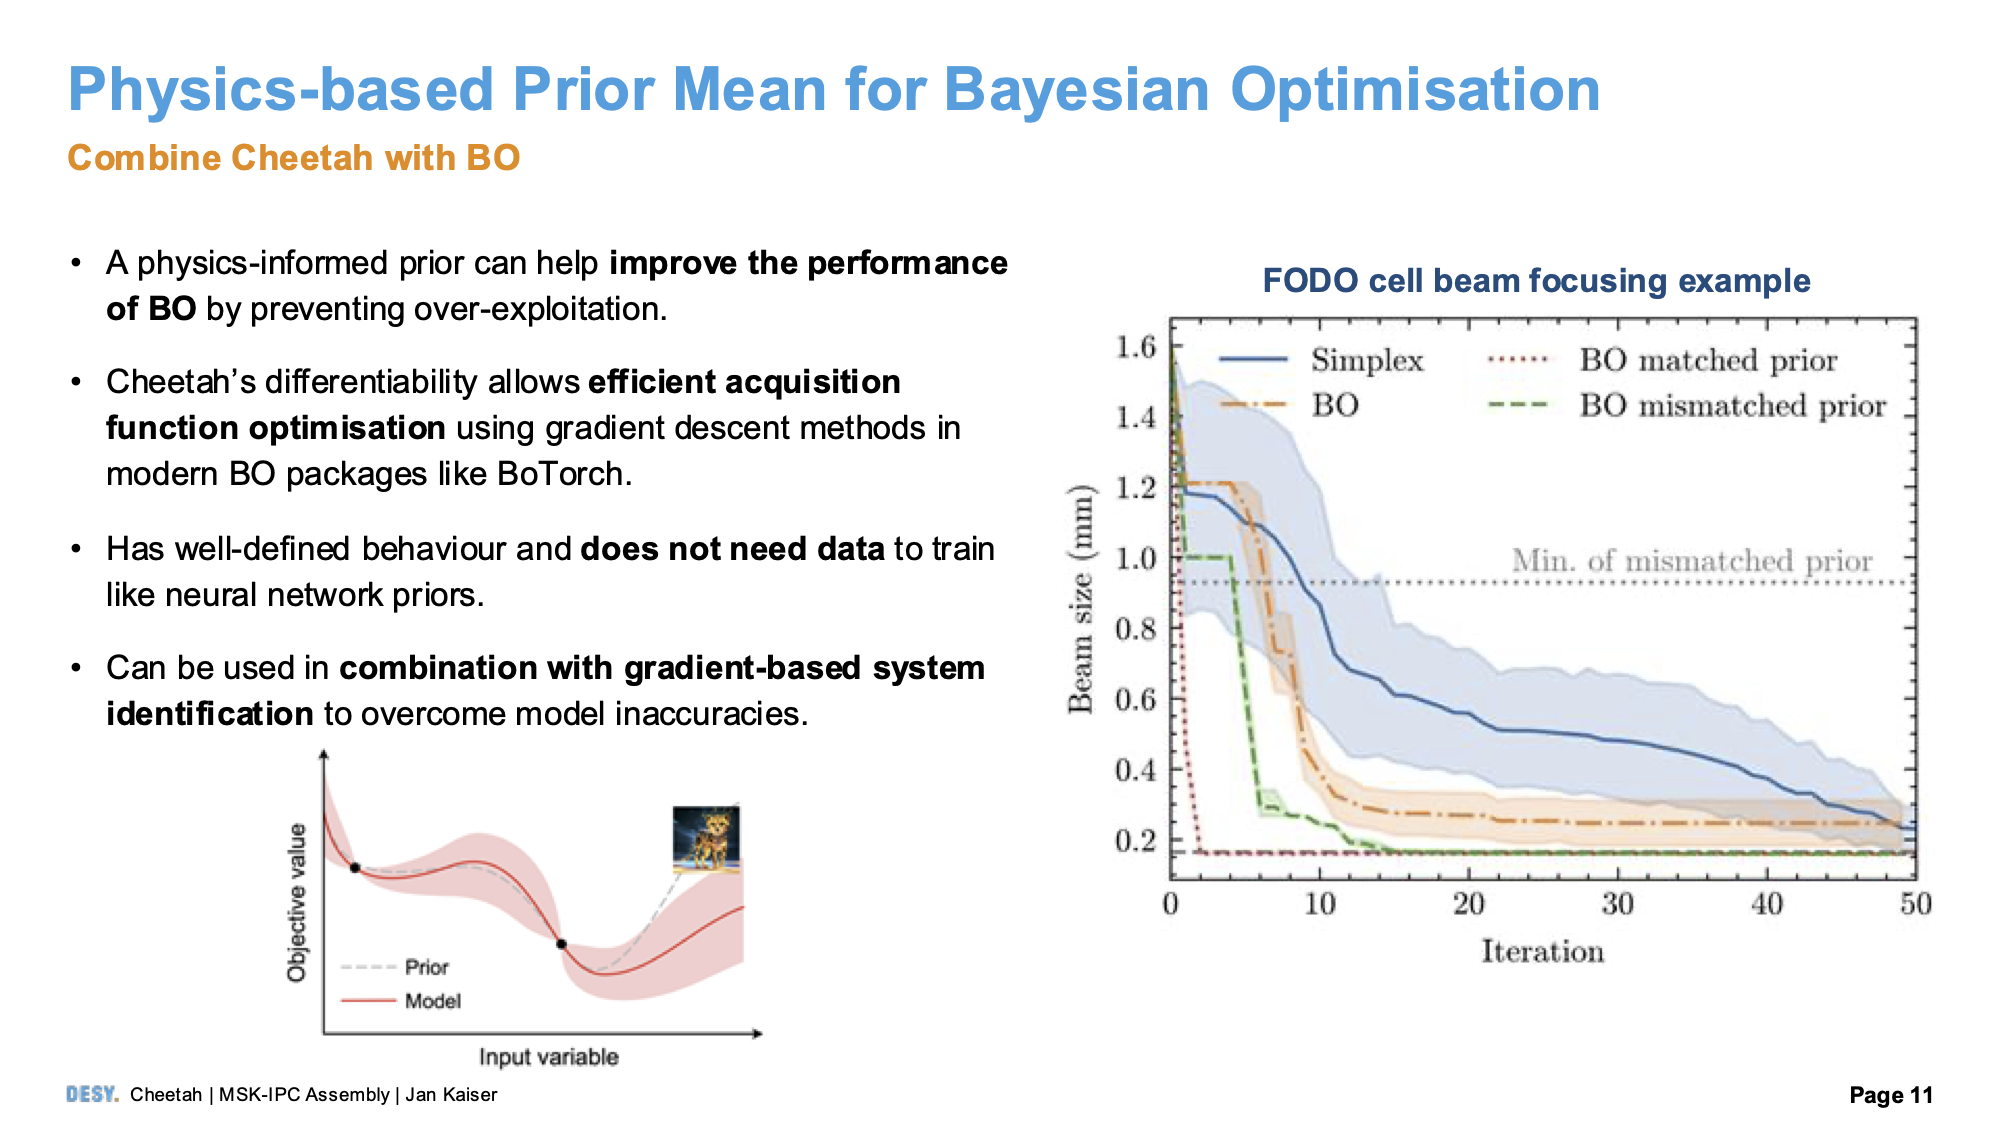 Physics-based Prior Mean for Bayesian Optimisation
Combine Cheetah with BO
• A physics-informed prior can help improve the performance
of BO by preventing over-exploitation.
• Cheetah’s differentiability allows efficient acquisition
function optimisation using gradient descent methods in
modern BO packages like BoTorch.
• Has well-defined behaviour and does not need data to train
like neural network priors.
• Can be used in combination with gradient-based system
identification to overcome model inaccuracies.
Objective value
Prior
Model
Input variable
FODO cell beam focusing example
Simplex
BO
BO matched prior
BO mismatched prior
Min. of mismatched prior
Beam size (mm)
1.6
1.4
1.2
1.0
0.8
0.6
0.4
0.2
0 10 20 30 40 50
Iteration
DESY. Cheetah | MSK-IPC Assembly | Jan Kaiser
Page 11